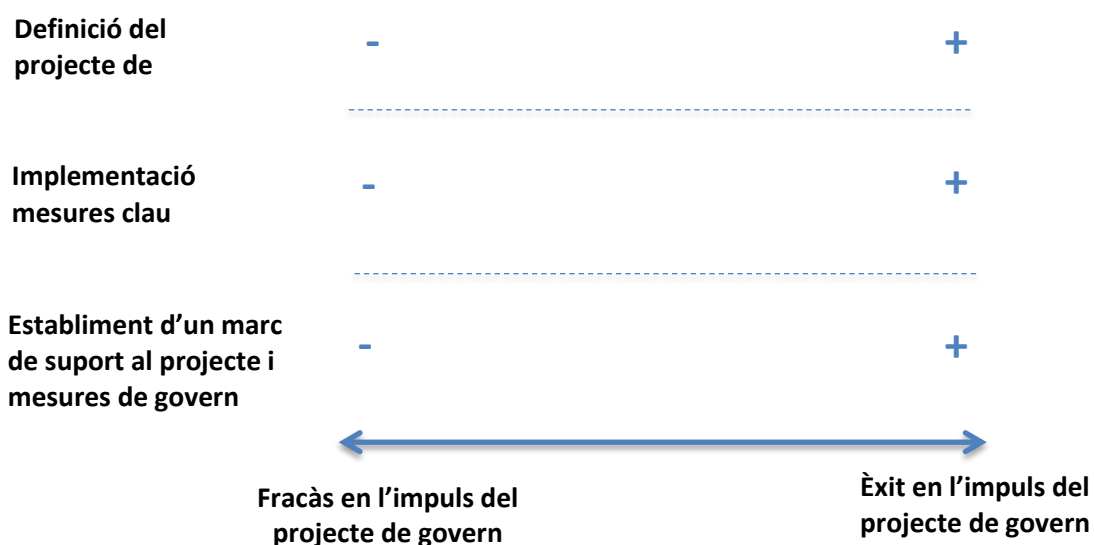 Definició del
projecte de
- +
Implementació
mesures clau
- +
Establiment d’un marc
de suport al projecte i
mesures de govern
- +
Fracàs en l’impuls del
projecte de govern
Èxit en l’impuls del
projecte de govern